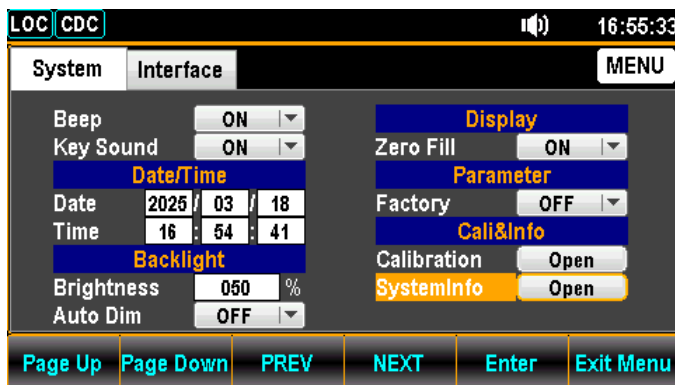 LOC CDC 16:55:33
System Interface MENU
Beep ON
Key Sound ON
Date/Time
Date 2025 / 03 / 18
Time 16 : 54 : 41
Backlight
Brightness 050 %
Auto Dim OFF
Display
Zero Fill ON
Parameter
Factory OFF
Cali&Info
Calibration Open
SystemInfo Open
Page Up Page Down PREV NEXT Enter Exit Menu